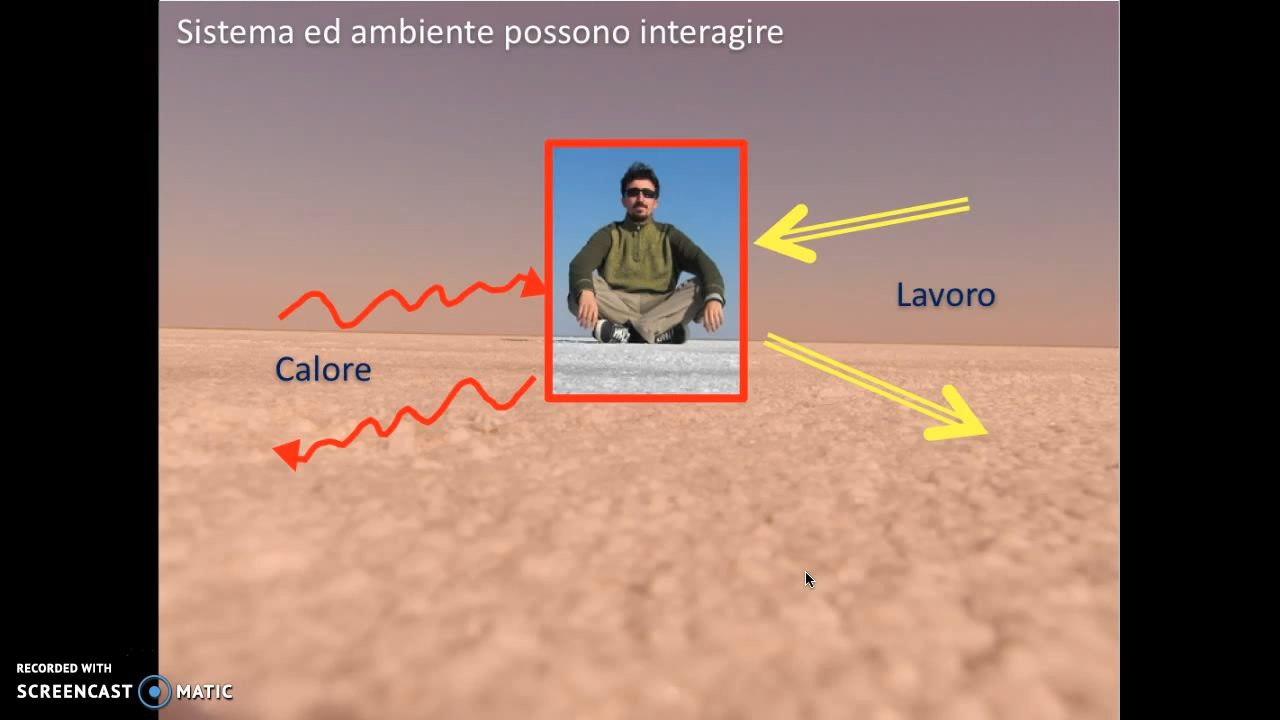 Sistema ed ambiente possono interagire
Lavoro
Calore
RECORDED WITH
SCREENCAST MATIC